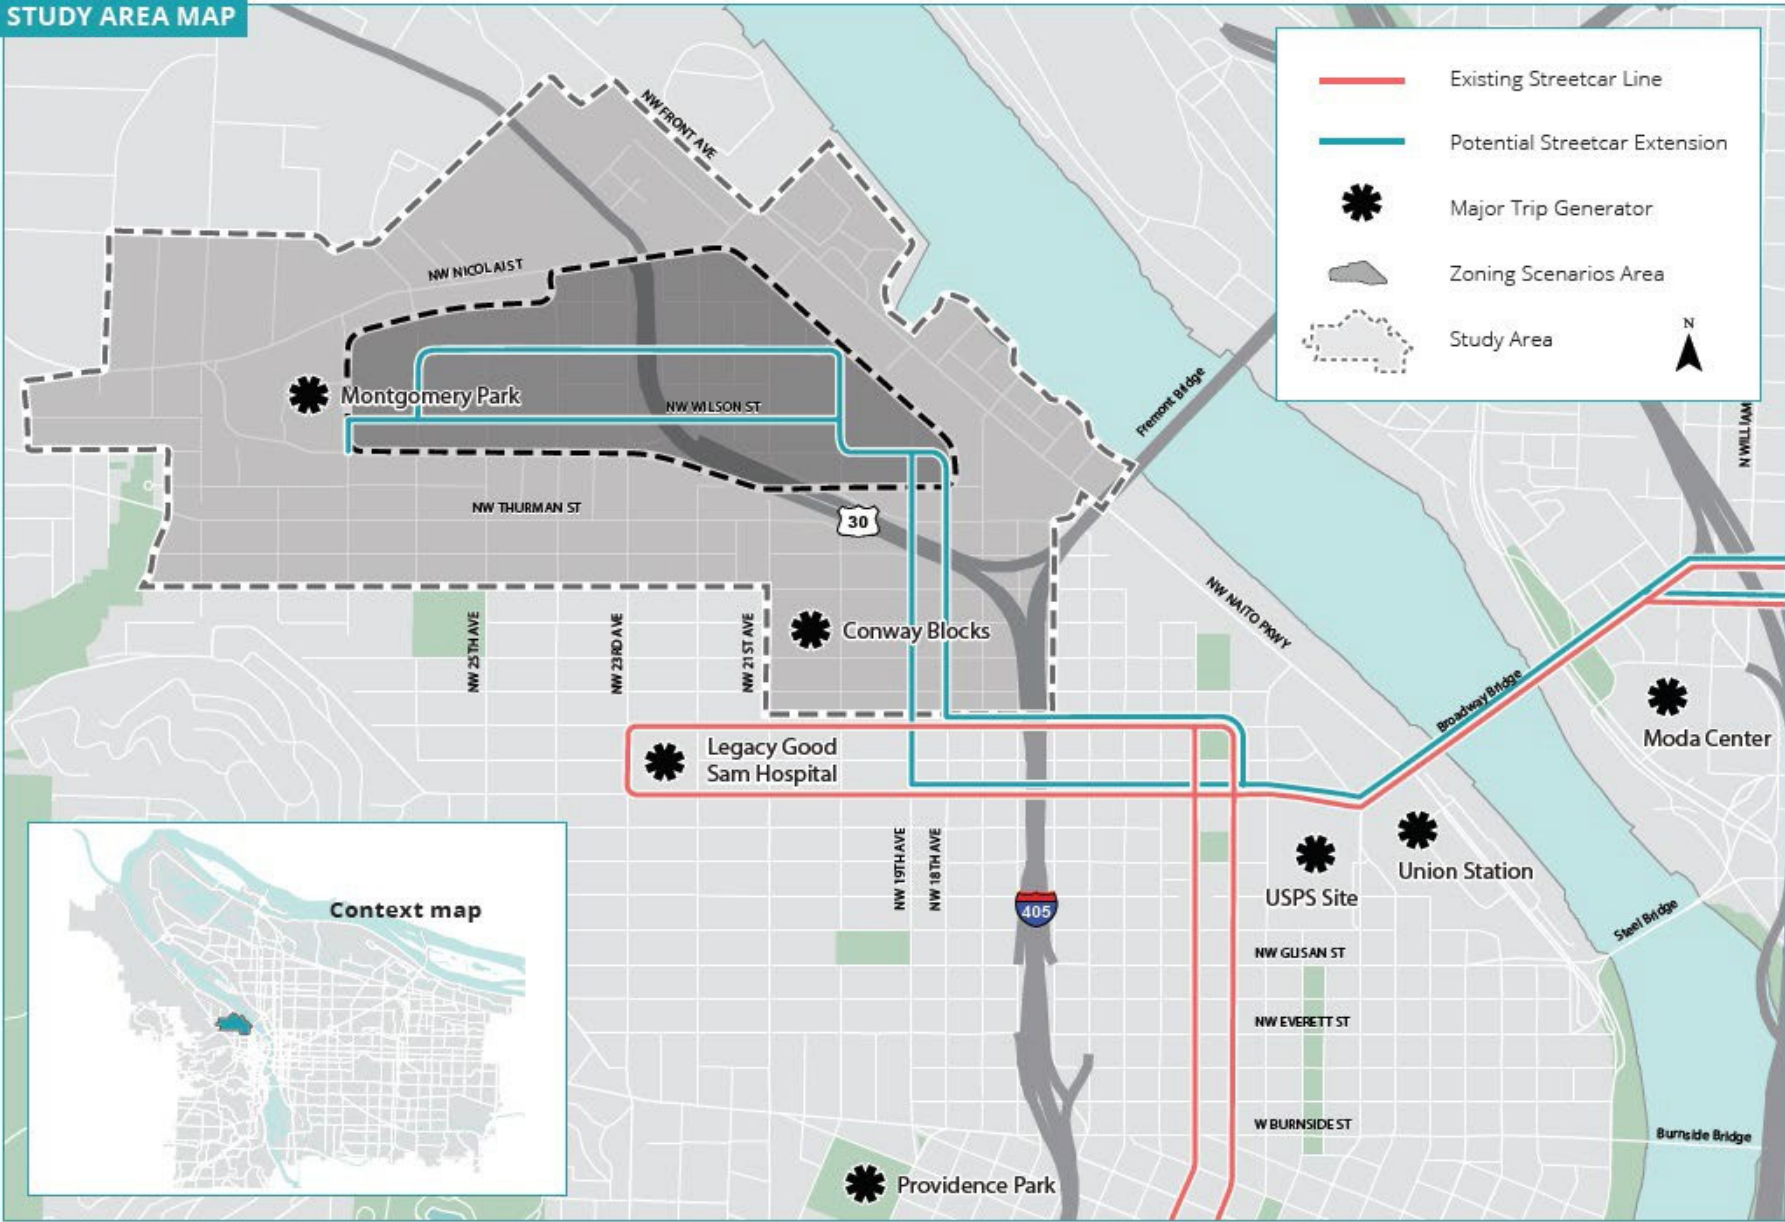 STUDY AREA MAP
Existing Streetcar Line
Potential Streetcar Extension
Major Trip Generator
Zoning Scenarios Area
Study Area
N
NW FRONT AVE
NW NICOLAI ST
Montgomery Park
NW WILSON ST
Fremont Bridge
N WILLIAM
NW THURMAN ST
30
NW NAITO PKWY
NW 25TH AVE
NW 23RD AVE
NW 21ST AVE
Conway Blocks
Broadway Bridge
Moda Center
Legacy Good
Sam Hospital
NW 19TH AVE
NW 18TH AVE
405
USPS Site
Union Station
Steel Bridge
Context map
NW GLISAN ST
NW EVERETT ST
W BURNSIDE ST
Burnside Bridge
Providence Park